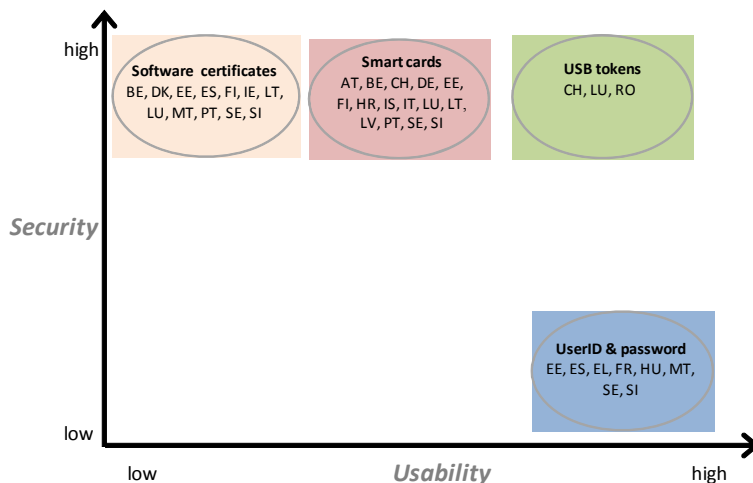 high
Software certificates
BE, DK, EE, ES, FI, IE, LT,
LU, MT, PT, SE, SI
Smart cards
AT, BE, CH, DE, EE,
FI, HR, IS, IT, LU, LT,
LV, PT, SE, SI
USB tokens
CH, LU, RO
Security
UserID & password
EE, ES, EL, FR, HU, MT,
SE, SI
low
low
Usability
high